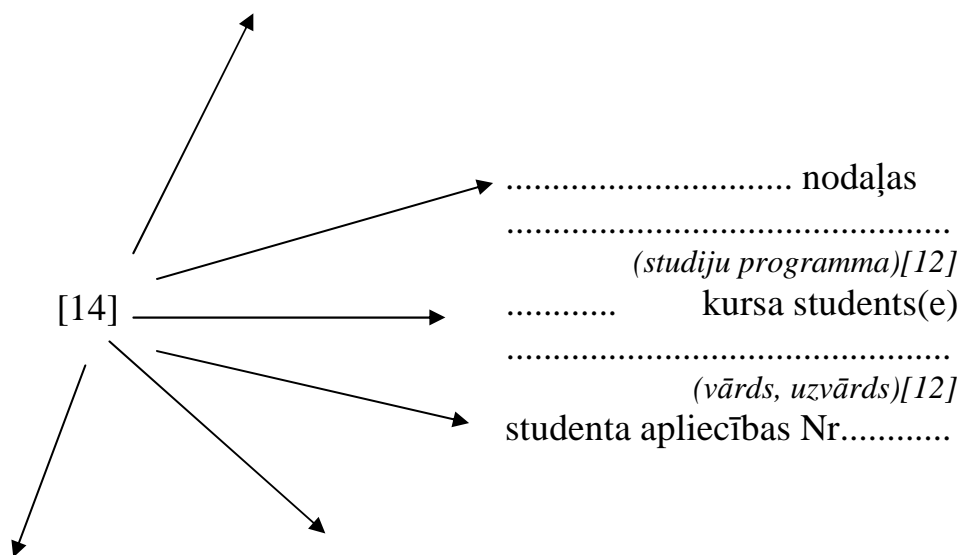 ............................... nodaļas
................................................
(studiju programma)[12]
[14]
............ kursa students(e)
................................................
(vārds, uzvārds)[12]
studenta apliecības Nr............